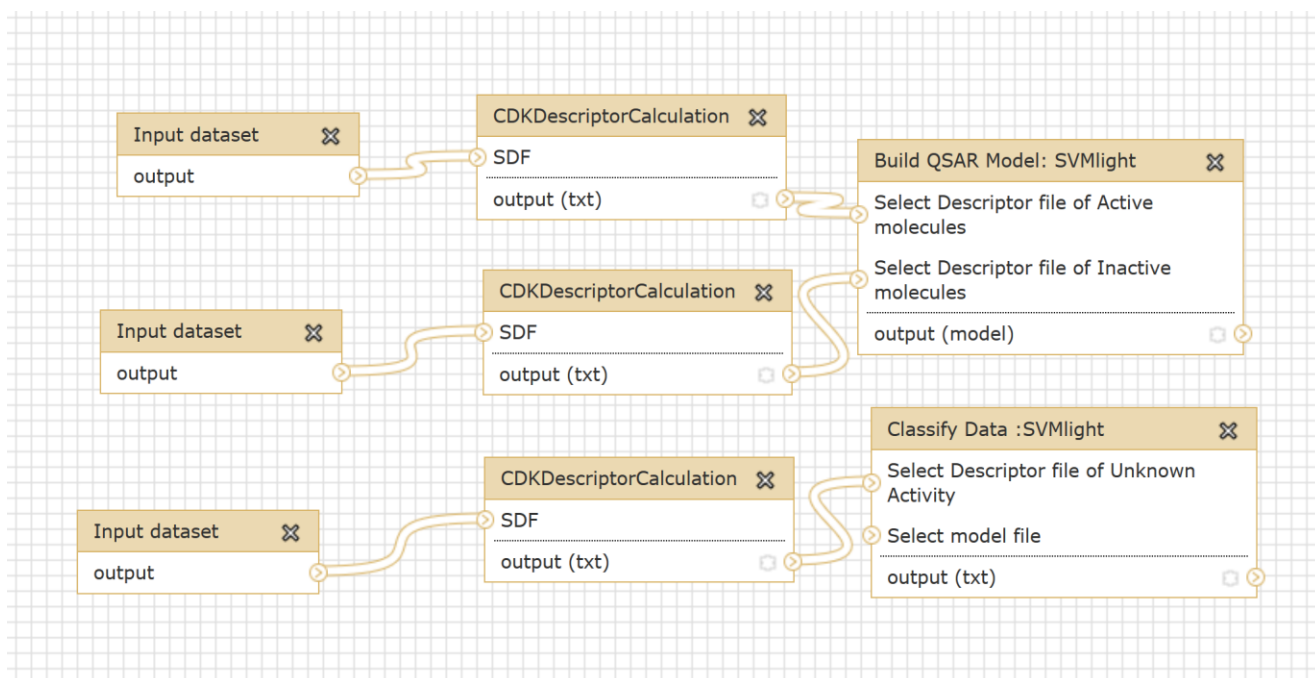 Input dataset
output
CDKDescriptorCalculation
SDF
output (txt)
Build QSAR Model: SVMlight
Select Descriptor file of Active
molecules
Select Descriptor file of Inactive
molecules
output (model)
Input dataset
output
CDKDescriptorCalculation
SDF
output (txt)
Input dataset
output
CDKDescriptorCalculation
SDF
output (txt)
Classify Data :SVMlight
Select Descriptor file of Unknown
Activity
Select model file
output (txt)